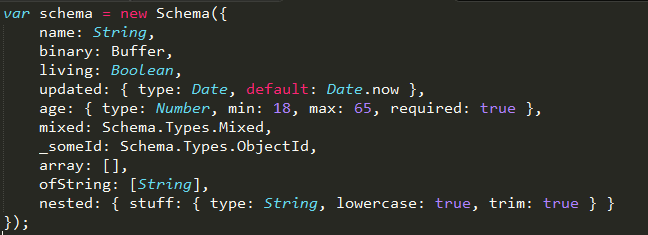 var schema = new Schema({
    name: String,
    binary: Buffer,
    living: Boolean,
    updated: { type: Date, default: Date.now },
    age: { type: Number, min: 18, max: 65, required: true },
    mixed: Schema.Types.Mixed,
    _someId: Schema.Types.ObjectId,
    array: [],
    ofString: [String],
    nested: { stuff: { type: String, lowercase: true, trim: true } }
});